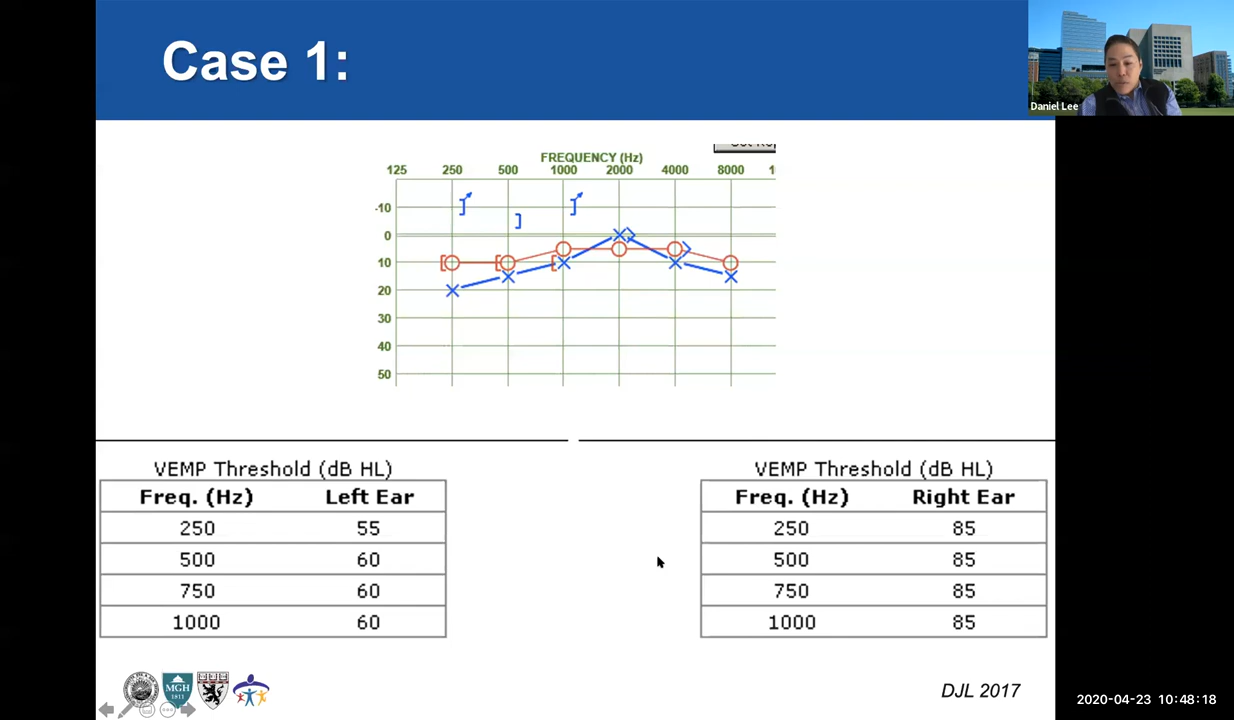 Case 1:
Daniel Lee
FREQUENCY (Hz)
125 250 500 1000 2000 4000 8000 1
-10
0
10
20
30
40
50
VEMP Threshold (dB HL)
Freq. (Hz) Left Ear
250 55
500 60
750 60
1000 60
VEMP Threshold (dB HL)
Freq. (Hz) Right Ear
250 85
500 85
750 85
1000 85
MGH
1811
DJL 2017
2020-04-23 10:48:18